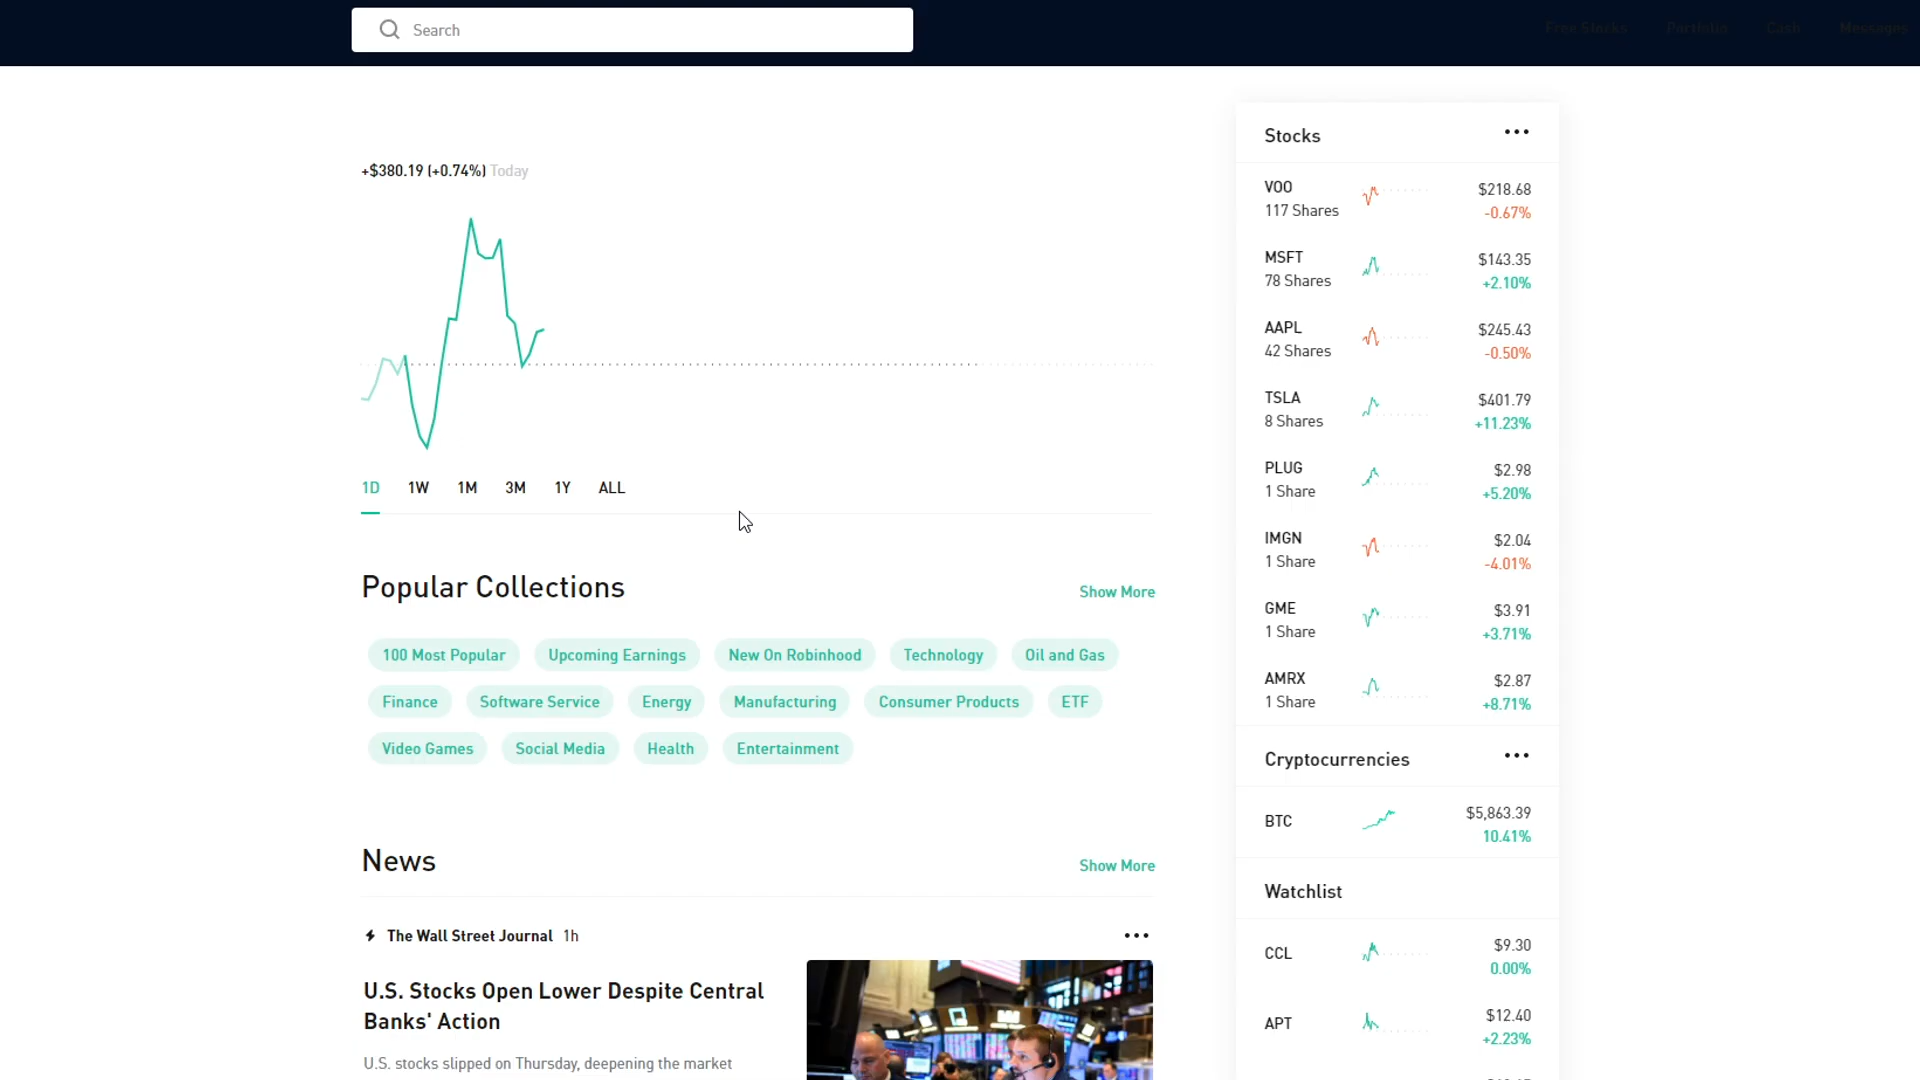 Search
Free Stocks Portfolio Cash Messages
+$380.19 (+0.74%) Today
1D 1W 1M 3M 1Y ALL
Popular Collections
Show More
100 Most Popular Upcoming Earnings New On Robinhood Technology Oil and Gas
Finance Software Service Energy Manufacturing Consumer Products ETF
Video Games Social Media Health Entertainment
News
Show More
The Wall Street Journal 1h
U.S. Stocks Open Lower Despite Central
Banks' Action
U.S. stocks slipped on Thursday, deepening the market
Stocks
VOO $218.68
117 Shares -0.67%
MSFT $143.35
78 Shares +2.10%
AAPL $245.43
42 Shares -0.50%
TSLA $401.79
8 Shares +11.23%
PLUG $2.98
1 Share +5.20%
IMGN $2.04
1 Share -4.01%
GME $3.91
1 Share +3.71%
AMRX $2.87
1 Share +8.71%
Cryptocurrencies
BTC $5,863.39
10.41%
Watchlist
CCL $9.30
0.00%
APT $12.40
+2.23%